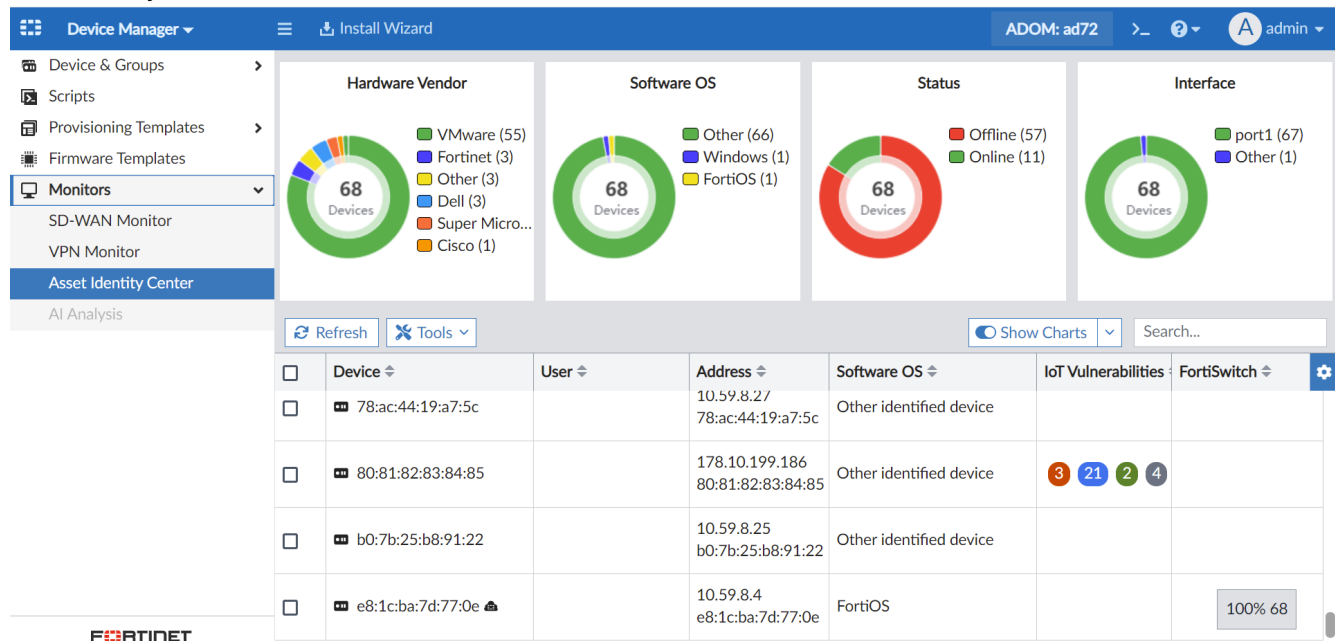 Device Manager
Install Wizard
ADOM: ad72
>_
?
A
admin
Device & Groups
Scripts
Provisioning Templates
Firmware Templates
Monitors
SD-WAN Monitor
VPN Monitor
Asset Identity Center
AI Analysis
FORTINET
Hardware Vendor
68
Devices
VMware (55)
Fortinet (3)
Other (3)
Dell (3)
Super Micro...
Cisco (1)
Software OS
68
Devices
Other (66)
Windows (1)
FortiOS (1)
Status
68
Devices
Offline (57)
Online (11)
Interface
68
Devices
port1 (67)
Other (1)
Refresh
Tools
Show Charts
Search...
Device
User
Address
Software OS
IoT Vulnerabilities
FortiSwitch
78:ac:44:19:a7:5c
10.59.8.27
78:ac:44:19:a7:5c
Other identified device
80:81:82:83:84:85
178.10.199.186
80:81:82:83:84:85
Other identified device
3 21 2 4
b0:7b:25:b8:91:22
10.59.8.25
b0:7b:25:b8:91:22
Other identified device
e8:1c:ba:7d:77:0e
10.59.8.4
e8:1c:ba:7d:77:0e
FortiOS
100% 68